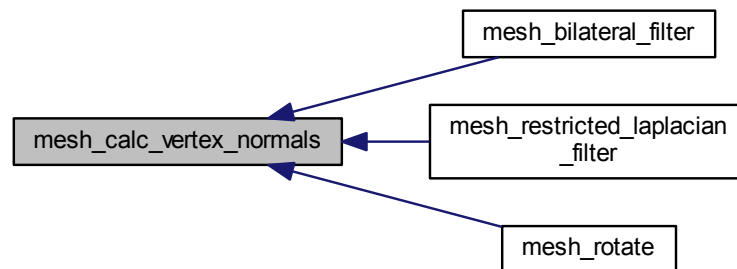 mesh_calc_vertex_normals
mesh_bilateral_filter
mesh_restricted_laplacian
_filter
mesh_rotate